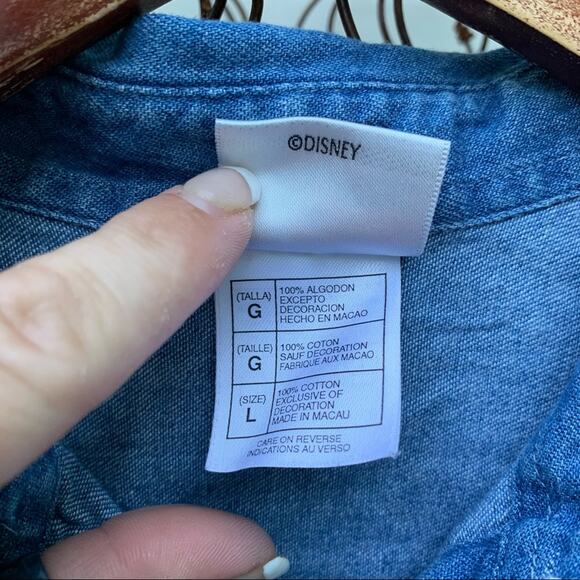 ©DISNEY
(TALLA)
G
100% ALGODON
EXCEPTO
DECORACION
HECHO EN MACAO
(TAILLE)
G
100% COTON
SAUF DECORATION
FABRIQUE AUX MACAO
(SIZE)
L
100% COTTON
EXCLUSIVE OF
DECORATION
MADE IN MACAU
CARE ON REVERSE
INDICATIONS AU VERSO